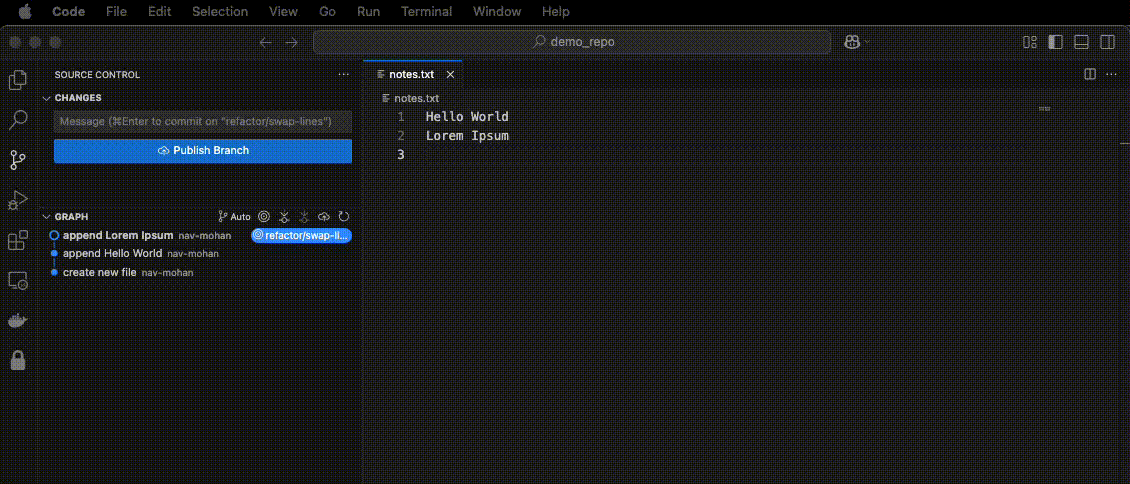 Code File Edit Selection View Go Run Terminal Window Help
demo_repo
SOURCE CONTROL
CHANGES
Message (⌘Enter to commit on "refactor/swap-lines")
Publish Branch
GRAPH
Auto
append Lorem Ipsum nav-mohan refactor/swap-li...
append Hello World nav-mohan
create new file nav-mohan
notes.txt
notes.txt
1 Hello World
2 Lorem Ipsum
3